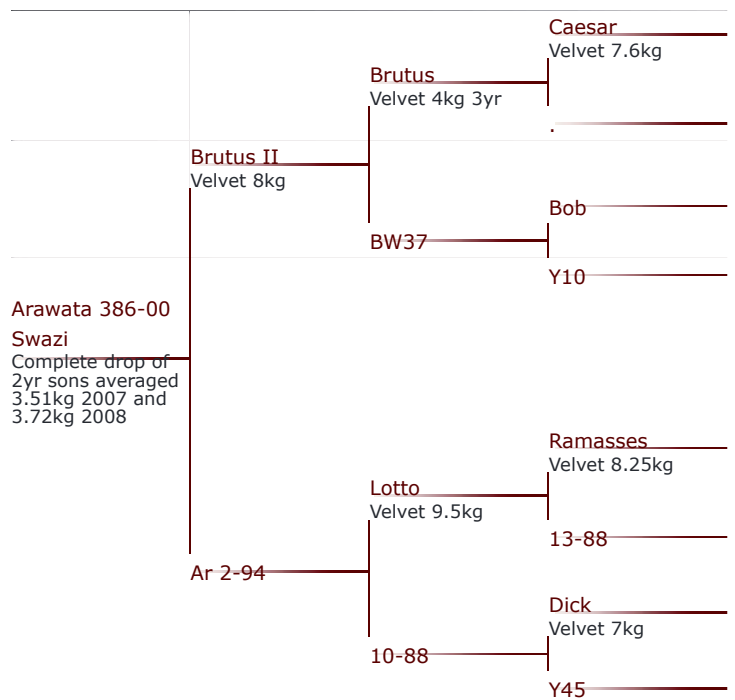 Caesar
Velvet 7.6kg
Brutus
Velvet 4kg 3yr
.
Brutus II
Velvet 8kg
Bob
BW37
Y10
Arawata 386-00
Swazi
Complete drop of
2yr sons averaged
3.51kg 2007 and
3.72kg 2008
Ramasses
Velvet 8.25kg
Lotto
Velvet 9.5kg
13-88
Ar 2-94
Dick
Velvet 7kg
10-88
Y45